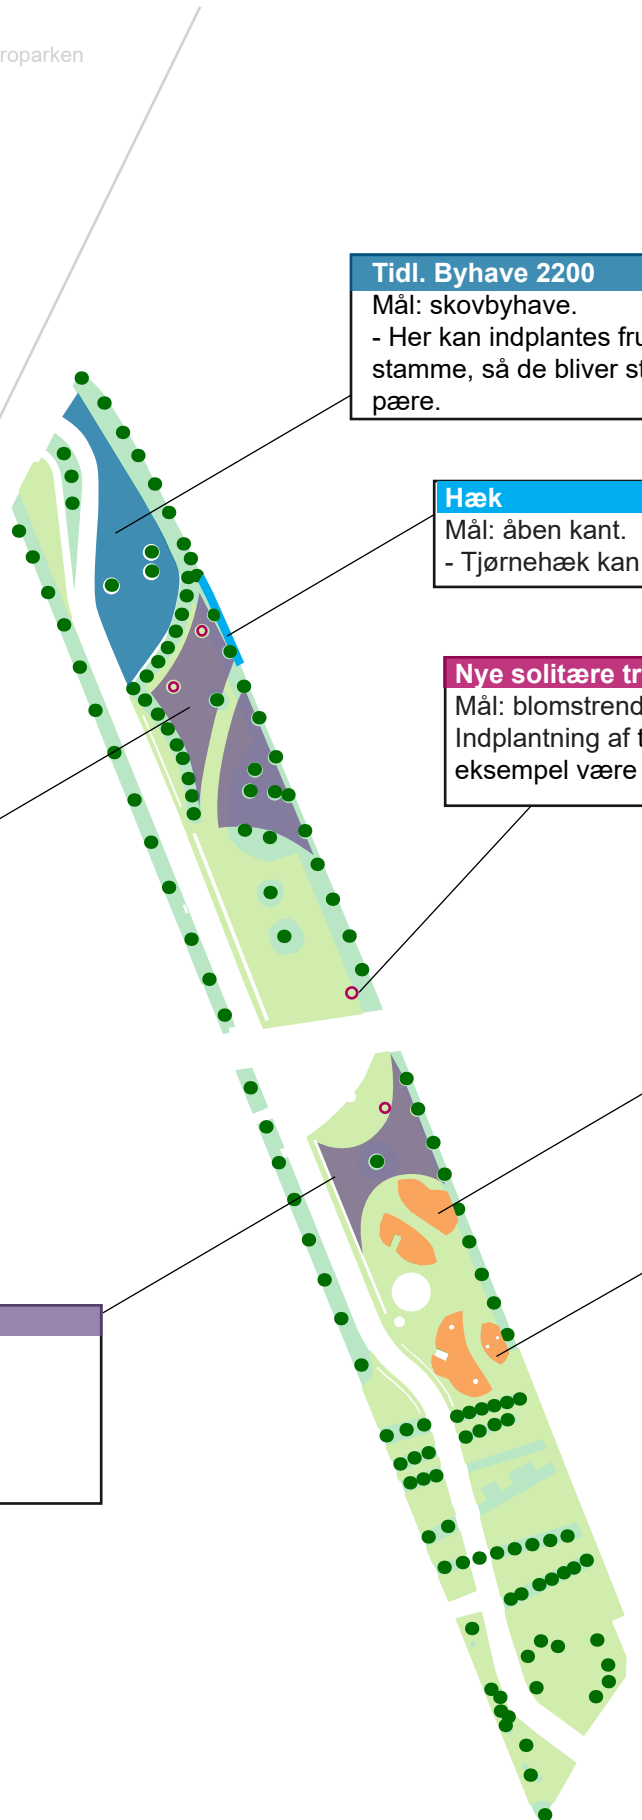 roparken
Tidl. Byhave 2200
Mål: skovbyhave.
- Her kan indplantes fru
stamme, så de bliver st
pære.
Hæk
Mål: åben kant.
- Tjørnehæk kan
Nye solitære tr
Mål: blomstrend
Indplantning af t
eksempel være